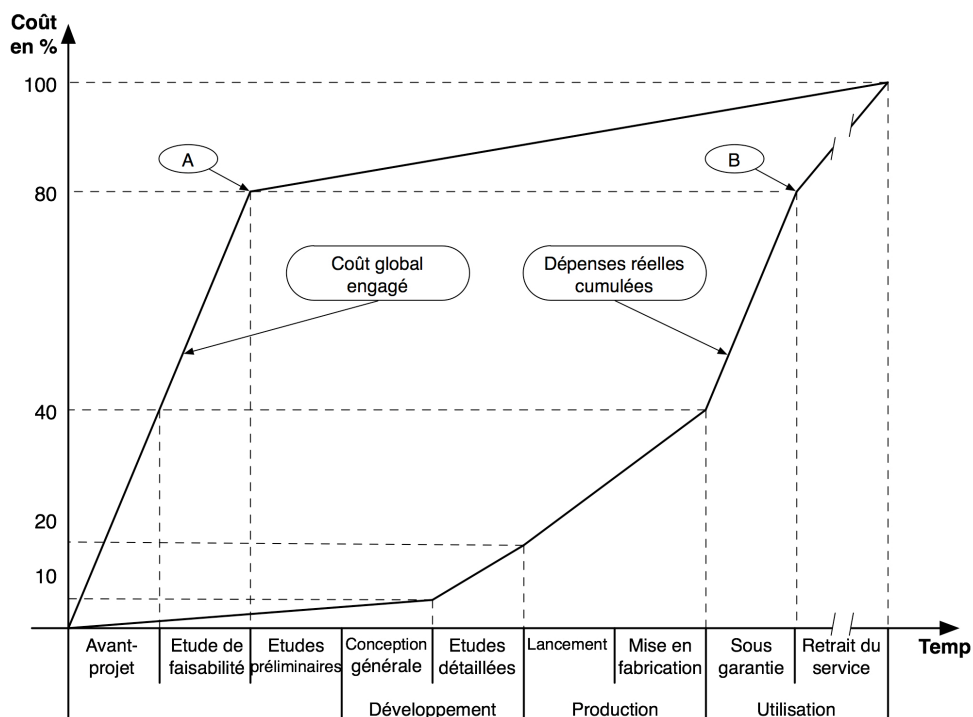 Coût
en %
100
A
B
80
Coût global
engagé
Dépenses réelles
cumulées
40
20
10
Avant-
projet
Etude de
faisabilité
Etudes
préliminaires
Conception
générale
Etudes
détaillées
Lancement
Mise en
fabrication
Sous
garantie
Retrait du
service
Temp
Développement
Production
Utilisation